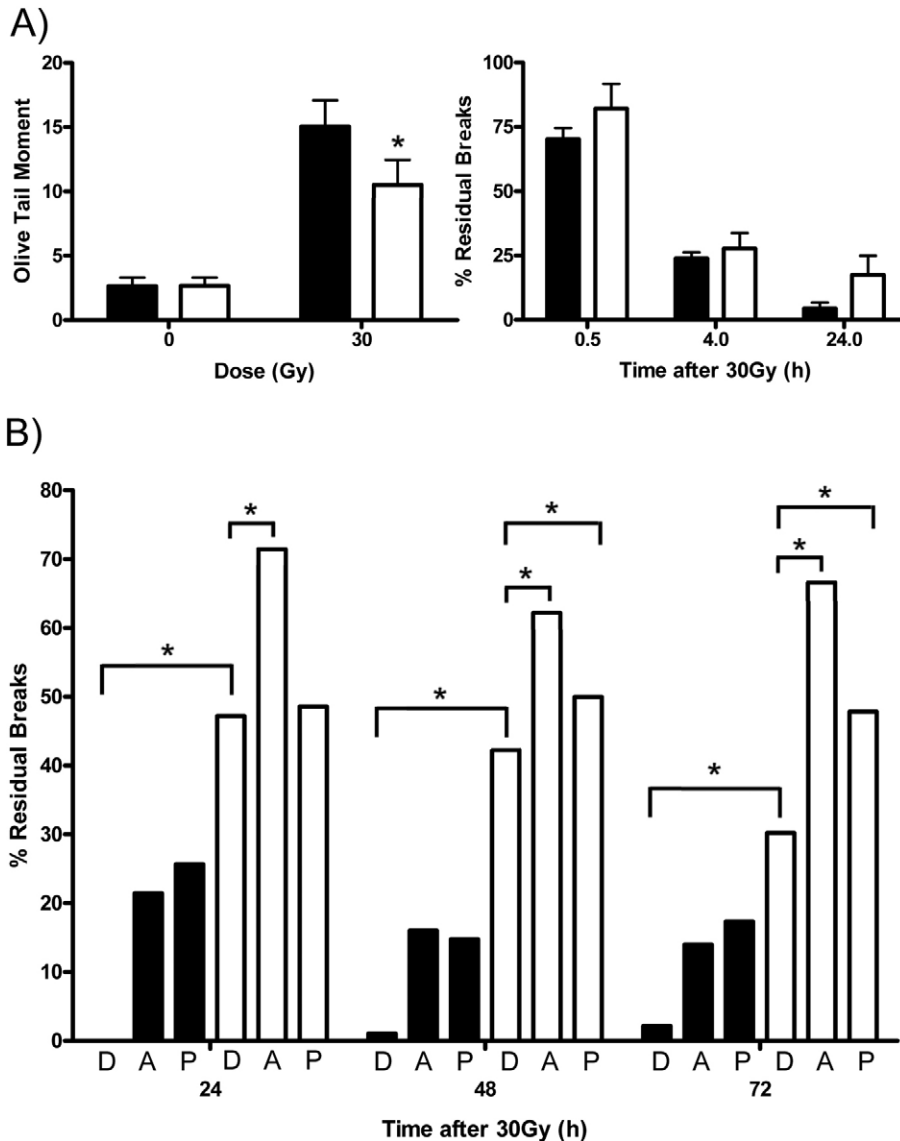 A)
Olive Tail Moment
20
15
10
5
0
*
0 30
Dose (Gy)
% Residual Breaks
100
75
50
25
0
0.5 4.0 24.0
Time after 30Gy (h)
B)
% Residual Breaks
80
70
60
50
40
30
20
10
0
* *
* * * *
* *
D A P D A P D A P D A P D A P D A P
24 48 72
Time after 30Gy (h)